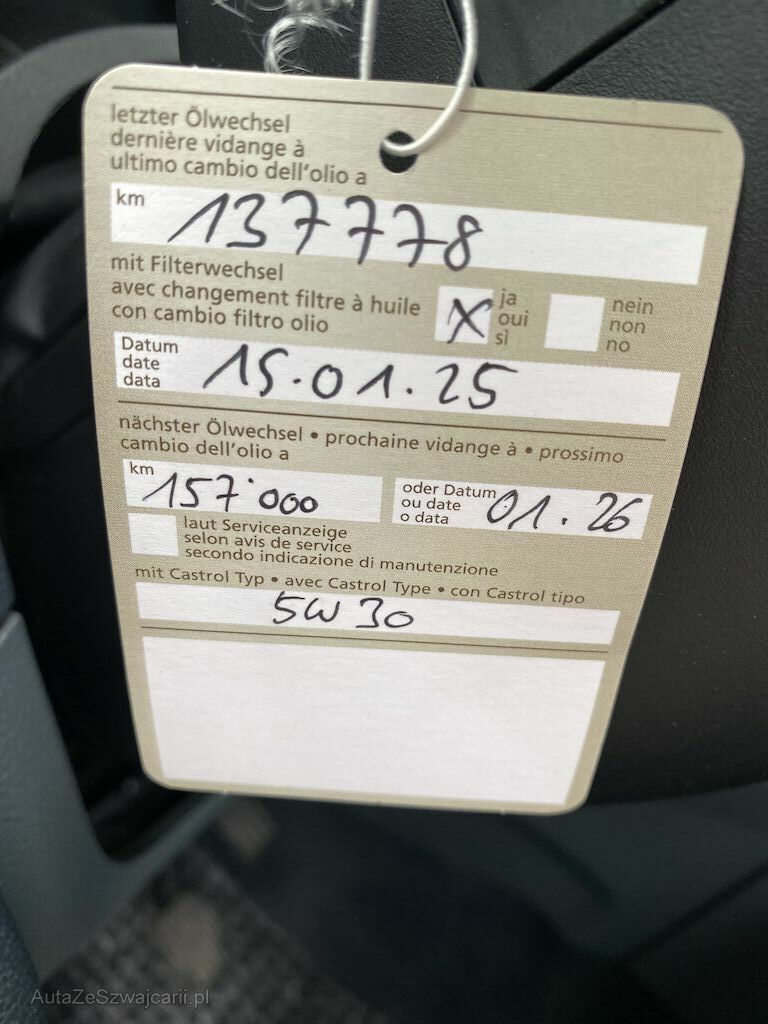 letzter Ölwechsel
dernière vidange à
ultimo cambio dell'olio a
km 137778
mit Filterwechsel
avec changement filtre à huile
con cambio filtro olio
X ja
oui
sì
nein
non
no
Datum
date
data
15.01.25
nächster Ölwechsel • prochaine vidange à • prossimo
cambio dell'olio a
km 157'000
oder Datum
ou date
o data
01.26
laut Serviceanzeige
selon avis de service
secondo indicazione di manutenzione
mit Castrol Typ • avec Castrol Type • con Castrol tipo
5W 30
AutaZeSzwajcarii.pl